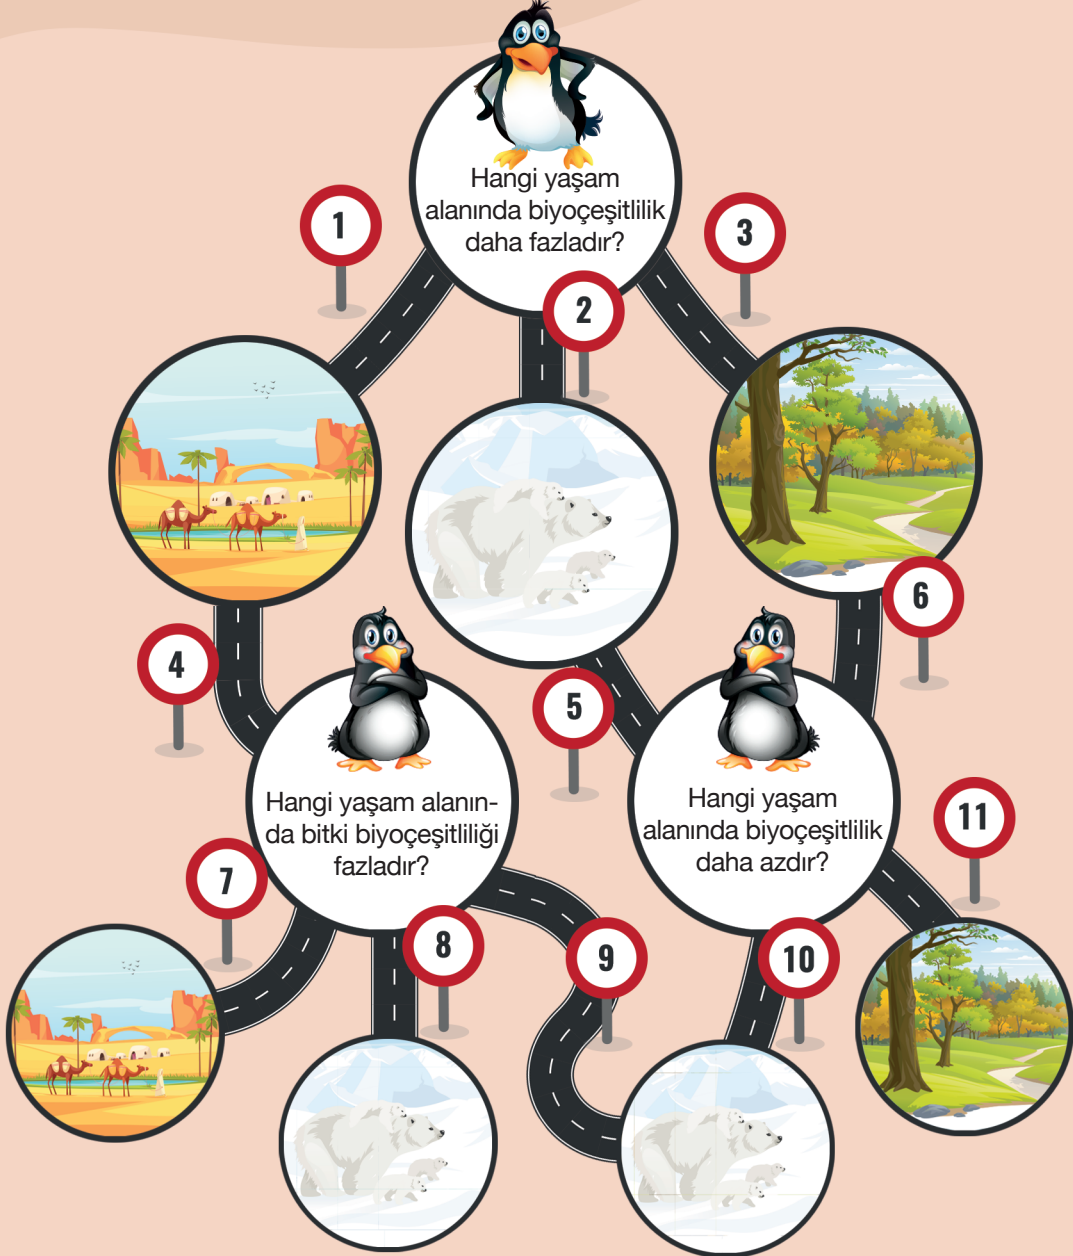 Hangi yaşam
alanında biyoçeşitlilik
daha fazladır?
1
2
3
4
5
6
Hangi yaşam alanın-
da bitki biyoçeşitliliği
fazladır?
Hangi yaşam
alanında biyoçeşitlilik
daha azdır?
7
8
9
10
11